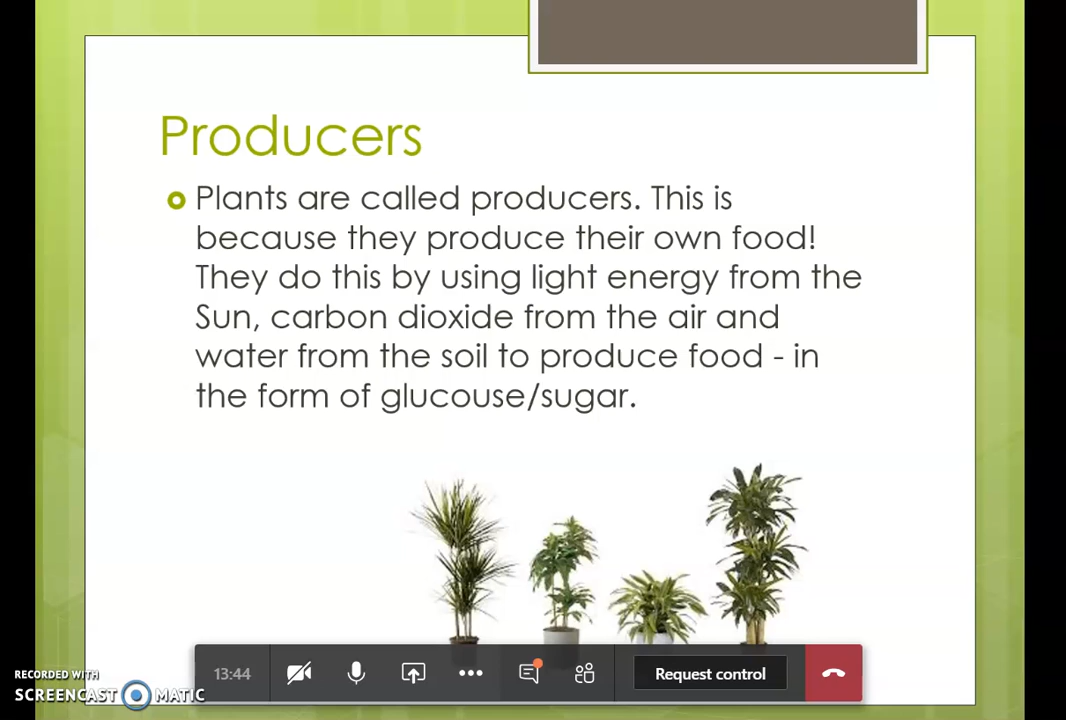 Producers
Plants are called producers. This is
because they produce their own food!
They do this by using light energy from the
Sun, carbon dioxide from the air and
water from the soil to produce food - in
the form of glucouse/sugar.
13:44
Request control
RECORDED WITH
SCREENCAST MATIC